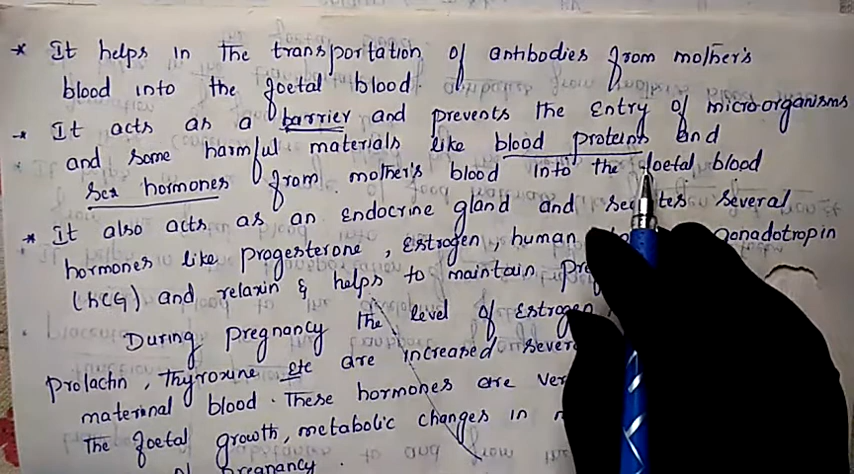 * It helps in the transportation of antibodies from mother's
blood into the foetal blood.
* It acts as a barrier and prevents the entry of microorganisms
and some harmful materials like blood proteins and
sex hormones from mother's blood into the foetal blood
* It also acts as an endocrine gland and secretes several
hormones like progesterone, estrogen, human gonadotropin
(hCG) and relaxin & helps to maintain
During pregnancy the level of estrogen,
prolactin, Thyroxine etc are increased
maternal blood. These hormones are
the foetal growth, metabolic changes in
pregnancy.